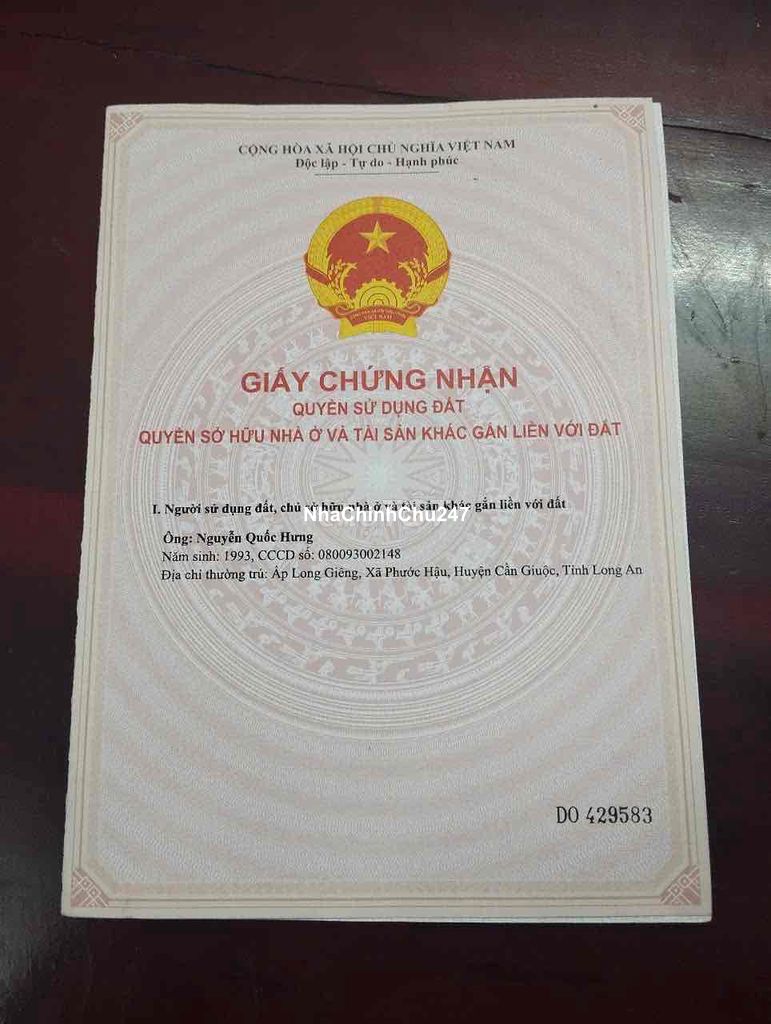 CỘNG HÒA XÃ HỘI CHỦ NGHĨA VIỆT NAM
Độc lập - Tự do - Hạnh phúc
VIỆT NAM
GIẤY CHỨNG NHẬN
QUYỀN SỬ DỤNG ĐẤT
QUYỀN SỞ HỮU NHÀ Ở VÀ TÀI SẢN KHÁC GẮN LIỀN VỚI ĐẤT
I. Người sử dụng đất, chủ sở hữu nhà ở và tài sản khác gắn liền với đất
NhaChinhChu247
Ông: Nguyễn Quốc Hưng
Năm sinh: 1993, CCCD số: 080093002148
Địa chỉ thường trú: Ấp Long Giêng, Xã Phước Hậu, Huyện Cần Giuộc, Tỉnh Long An
DO 429583